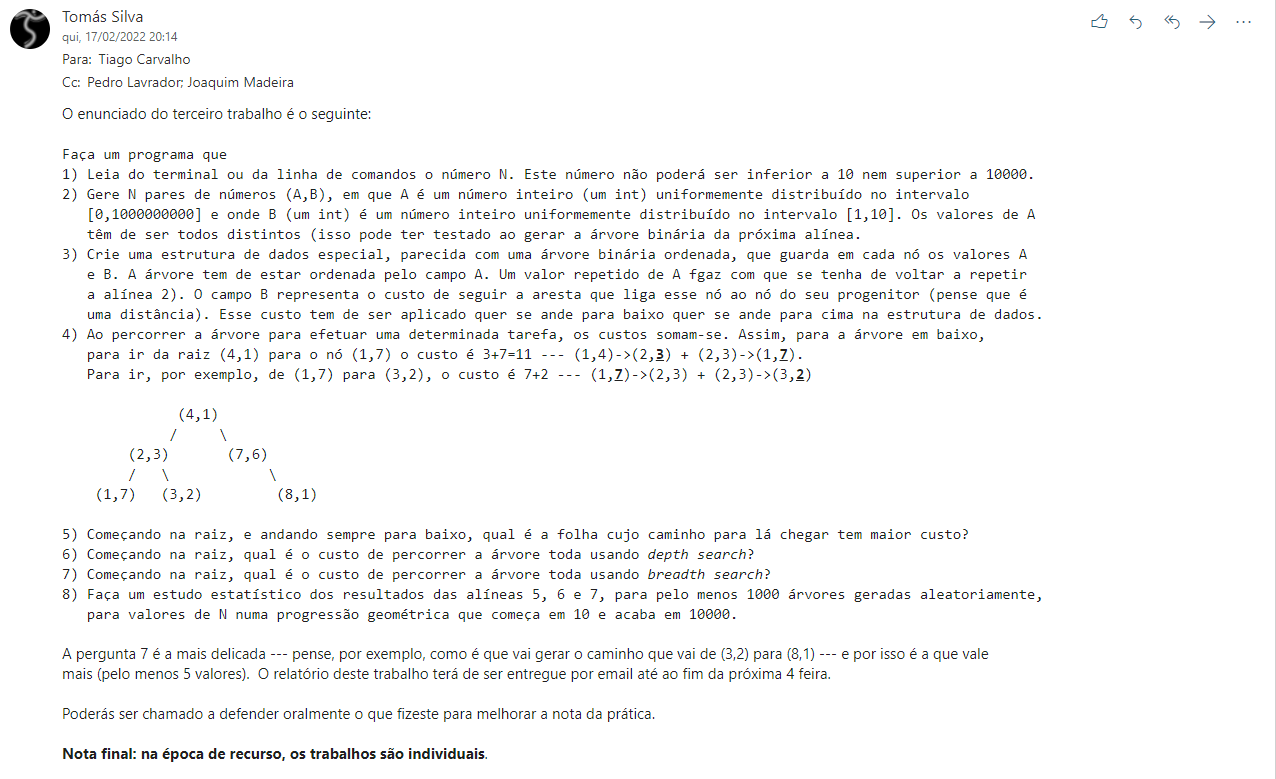 Tomás Silva
qui, 17/02/2022 20:14
Para: Tiago Carvalho
Cc: Pedro Lavrador; Joaquim Madeira
O enunciado do terceiro trabalho é o seguinte:
Faça um programa que
1) Leia do terminal ou da linha de comandos o número N. Este número não poderá ser inferior a 10 nem superior a 10000.
2) Gere N pares de números (A,B), em que A é um número inteiro (um int) uniformemente distribuído no intervalo
[0,1000000000] e onde B (um int) é um número inteiro uniformemente distribuído no intervalo [1,10]. Os valores de A
têm de ser todos distintos (isso pode ter testado ao gerar a árvore binária da próxima alínea.
3) Crie uma estrutura de dados especial, parecida com uma árvore binária ordenada, que guarda em cada nó os valores A
e B. A árvore tem de estar ordenada pelo campo A. Um valor repetido de A fgaz com que se tenha de voltar a repetir
a alínea 2). O campo B representa o custo de seguir a aresta que liga esse nó ao nó do seu progenitor (pense que é
uma distância). Esse custo tem de ser aplicado quer se ande para baixo quer se ande para cima na estrutura de dados.
4) Ao percorrer a árvore para efetuar uma determinada tarefa, os custos somam-se. Assim, para a árvore em baixo,
para ir da raiz (4,1) para o nó (1,7) o custo é 3+7=11 --- (1,4)->(2,3) + (2,3)->(1,7).
Para ir, por exemplo, de (1,7) para (3,2), o custo é 7+2 --- (1,7)->(2,3) + (2,3)->(3,2)
(4,1)
/ \
(2,3) (7,6)
/ \ \
(1,7) (3,2) (8,1)
5) Começando na raiz, e andando sempre para baixo, qual é a folha cujo caminho para lá chegar tem maior custo?
6) Começando na raiz, qual é o custo de percorrer a árvore toda usando depth search?
7) Começando na raiz, qual é o custo de percorrer a árvore toda usando breadth search?
8) Faça um estudo estatístico dos resultados das alíneas 5, 6 e 7, para pelo menos 1000 árvores geradas aleatoriamente,
para valores de N numa progressão geométrica que começa em 10 e acaba em 10000.
A pergunta 7 é a mais delicada --- pense, por exemplo, como é que vai gerar o caminho que vai de (3,2) para (8,1) --- e por isso é a que vale
mais (pelo menos 5 valores). O relatório deste trabalho terá de ser entregue por email até ao fim da próxima 4 feira.
Poderás ser chamado a defender oralmente o que fizeste para melhorar a nota da prática.
Nota final: na época de recurso, os trabalhos são individuais.